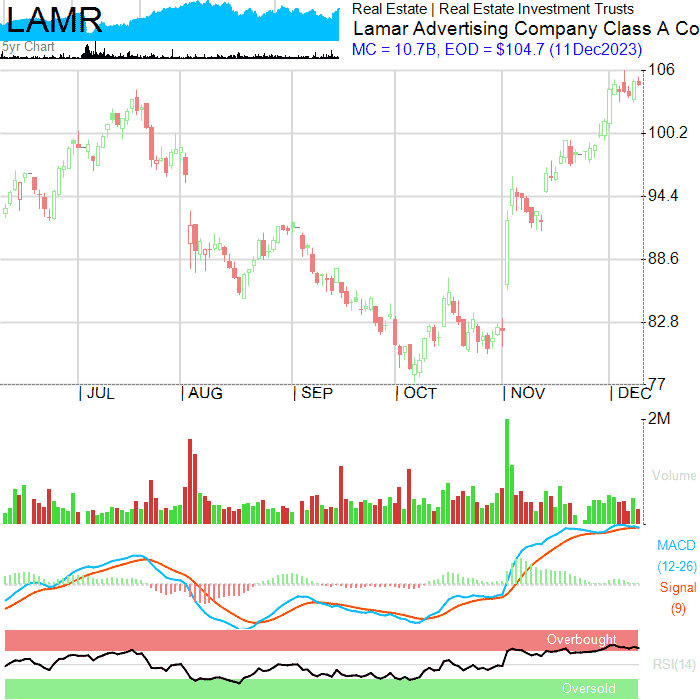 LAMR
5yr Chart
Real Estate | Real Estate Investment Trusts
Lamar Advertising Company Class A Co
MC = 10.7B, EOD = $104.7 (11Dec2023)
106
100.2
94.4
88.6
82.8
77
JUL
AUG
SEP
OCT
NOV
DEC
2M
Volume
MACD
(12-26)
Signal
(9)
Overbought
RSI(14)
Oversold